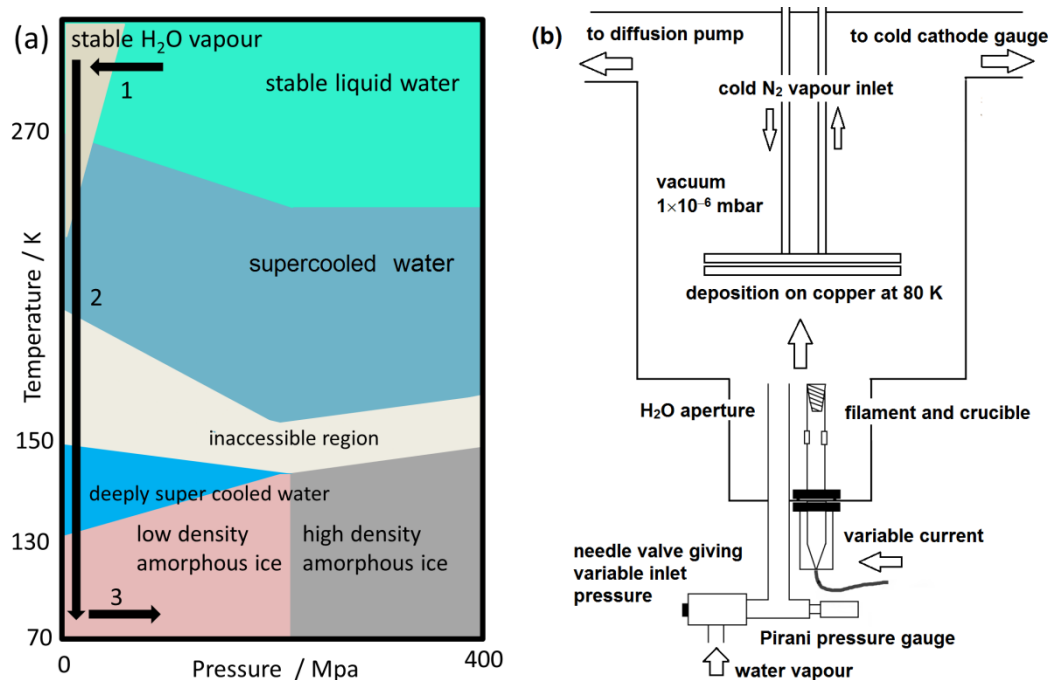 (a)
stable H₂O vapour
1
stable liquid water
270
Temperature / K
supercooled water
2
inaccessible region
150
deeply super cooled water
130
low density
amorphous ice
high density
amorphous ice
3
70
0
Pressure / Mpa
400
(b)
to diffusion pump
to cold cathode gauge
cold N₂ vapour inlet
vacuum
1×10⁻⁶ mbar
deposition on copper at 80 K
H₂O aperture
filament and crucible
variable current
needle valve giving
variable inlet
pressure
Pirani pressure gauge
water vapour